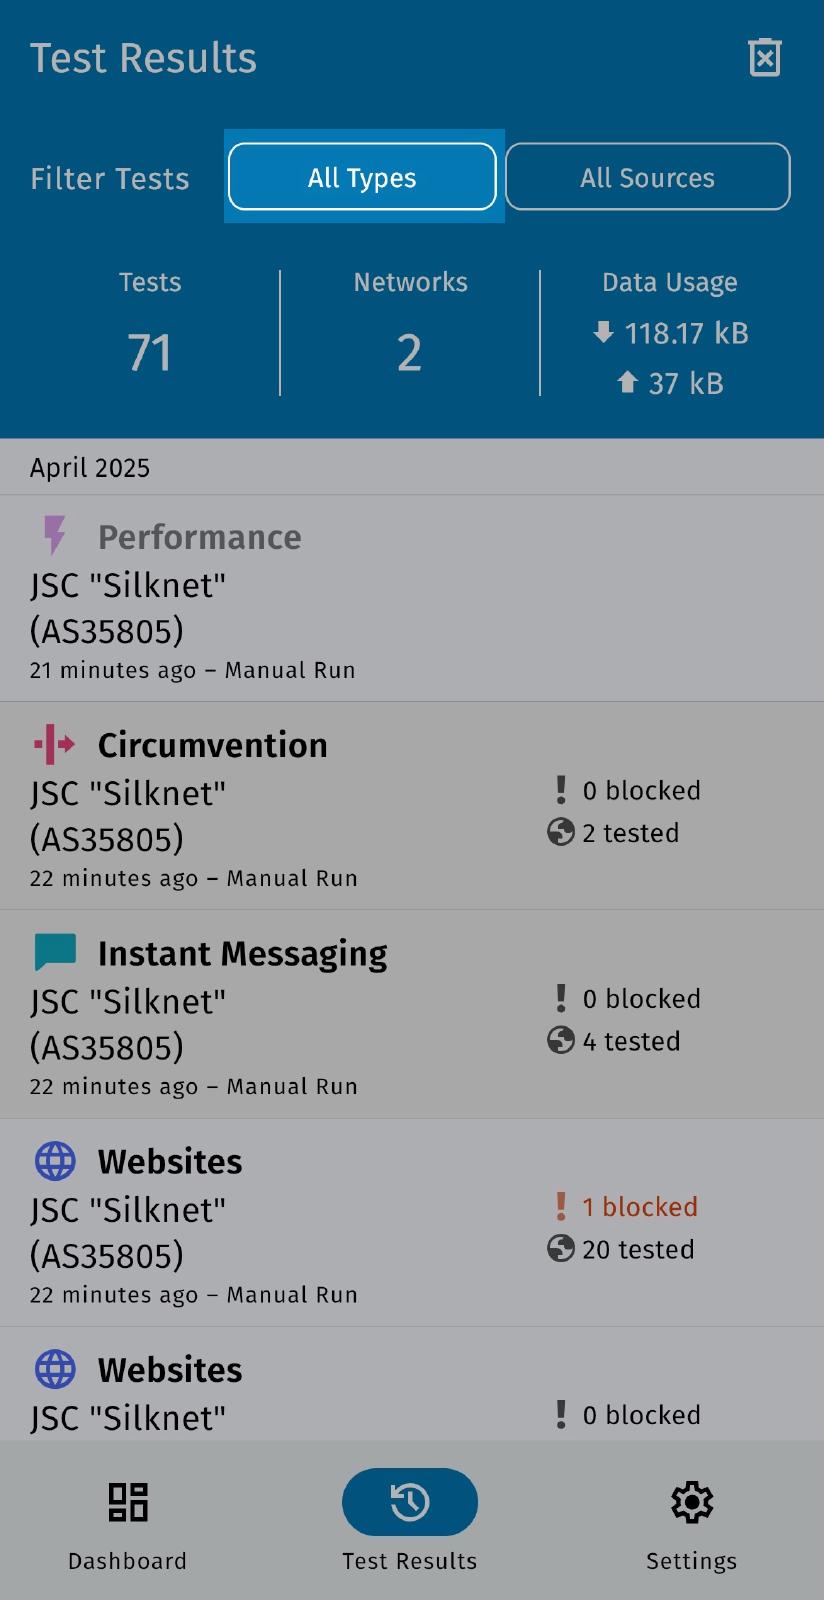 Test Results
Filter Tests
All Types
All Sources
Tests
Networks
Data Usage
71
2
118.17 kB
37 kB
April 2025
Performance
JSC "Silknet"
(AS35805)
21 minutes ago – Manual Run
Circumvention
JSC "Silknet"
(AS35805)
22 minutes ago – Manual Run
0 blocked
2 tested
Instant Messaging
JSC "Silknet"
(AS35805)
22 minutes ago – Manual Run
0 blocked
4 tested
Websites
JSC "Silknet"
(AS35805)
22 minutes ago – Manual Run
1 blocked
20 tested
Websites
JSC "Silknet"
0 blocked
Dashboard
Test Results
Settings